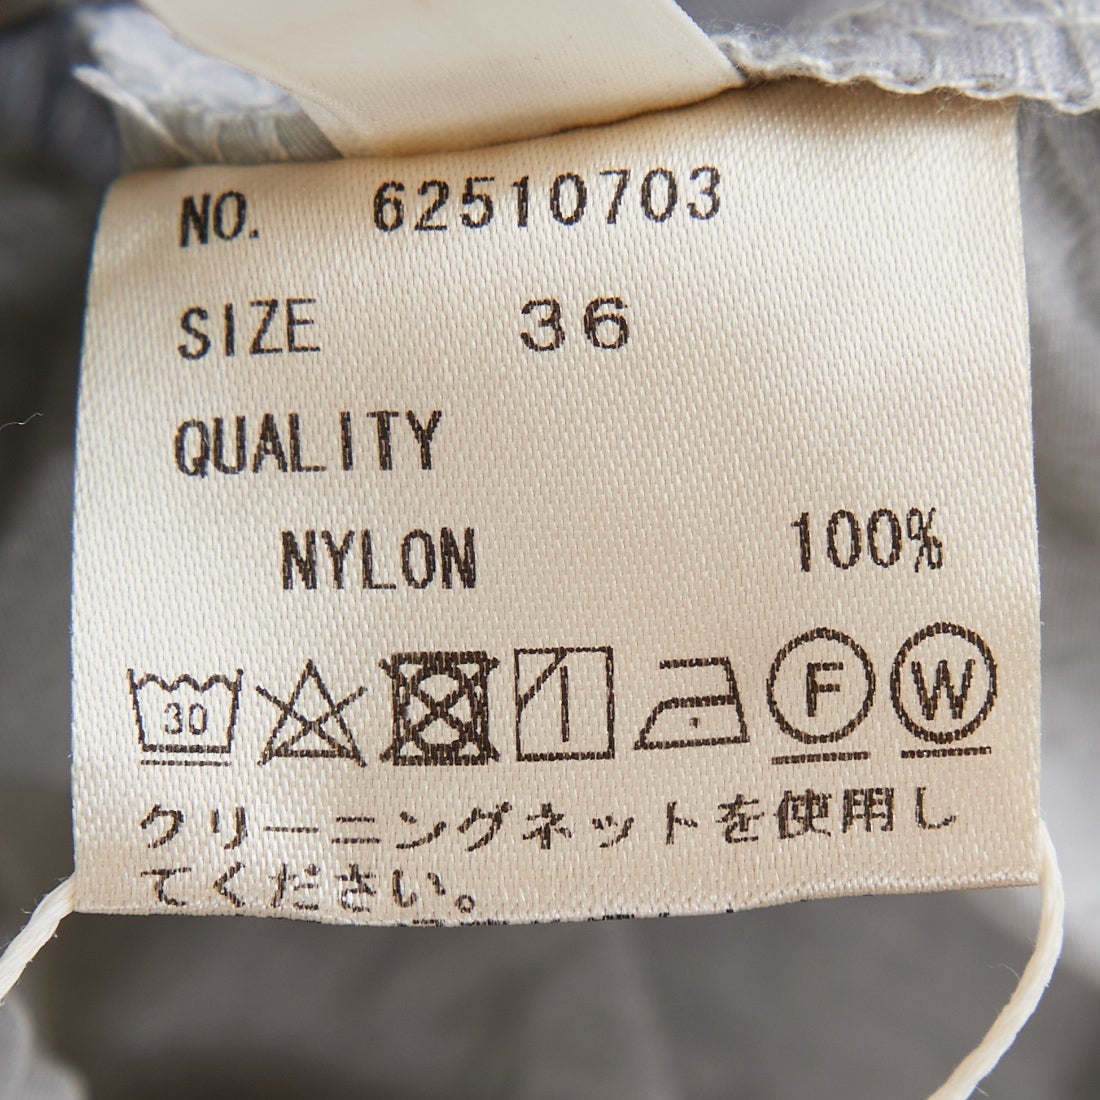 NO. 62510703
SIZE 36
QUALITY
NYLON 100%
30 F W
クリーニングネットを使用し
てください。